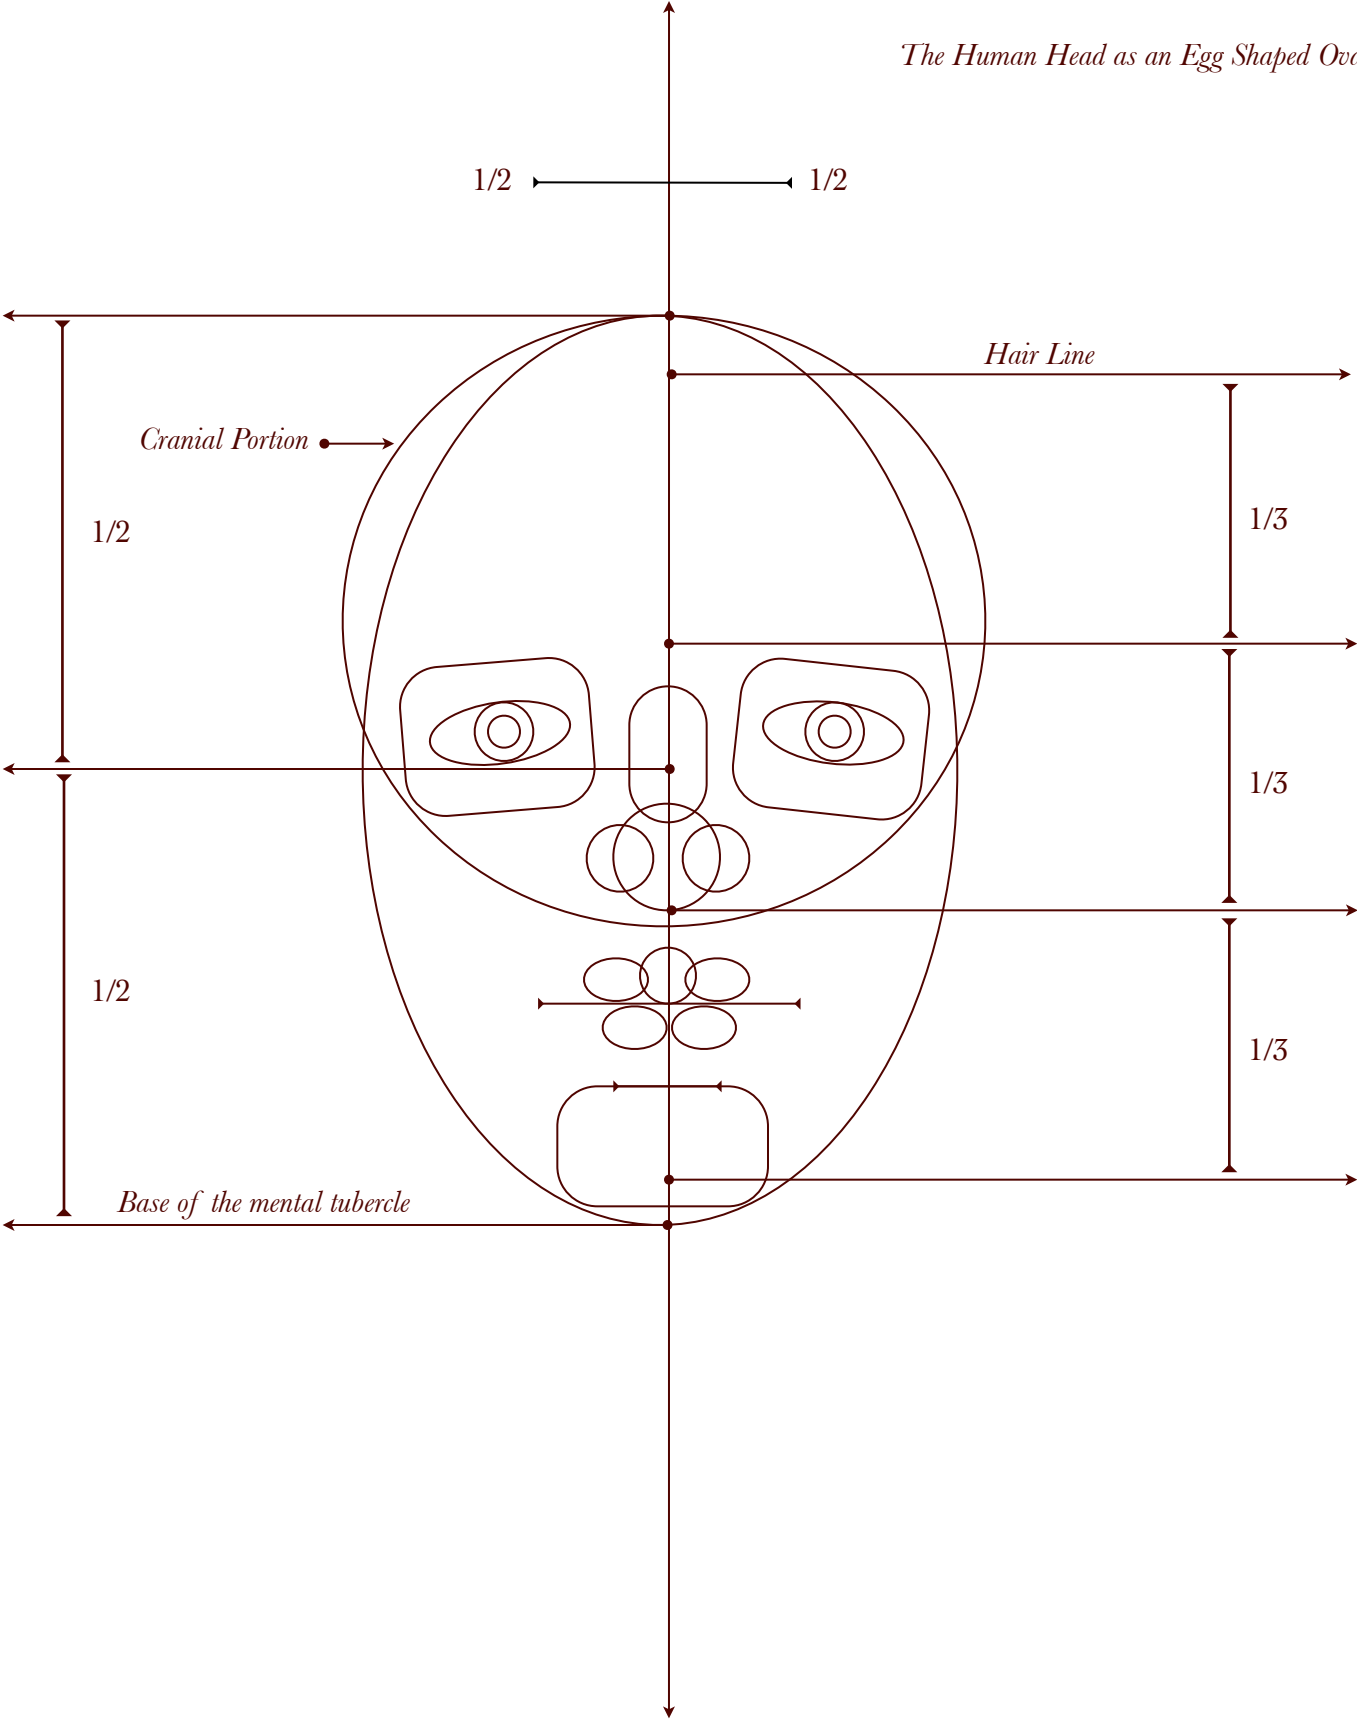 The Human Head as an Egg Shaped
1/2 1/2
Hair Line
Cranial Portion
1/2
1/3
1/3
1/2
1/3
Base of the mental tubercle